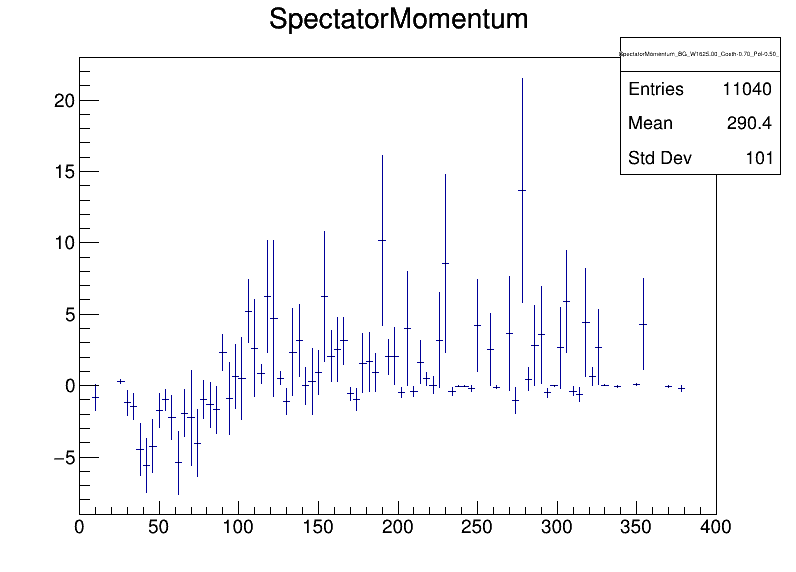 SpectatorMomentum
SpectatorMomentum_BG_W1625.00_Costh-0.70_Pol-0.50_
Entries 11040
Mean 290.4
Std Dev 101
20
15
10
5
0
−5
0 50 100 150 200 250 300 350 400